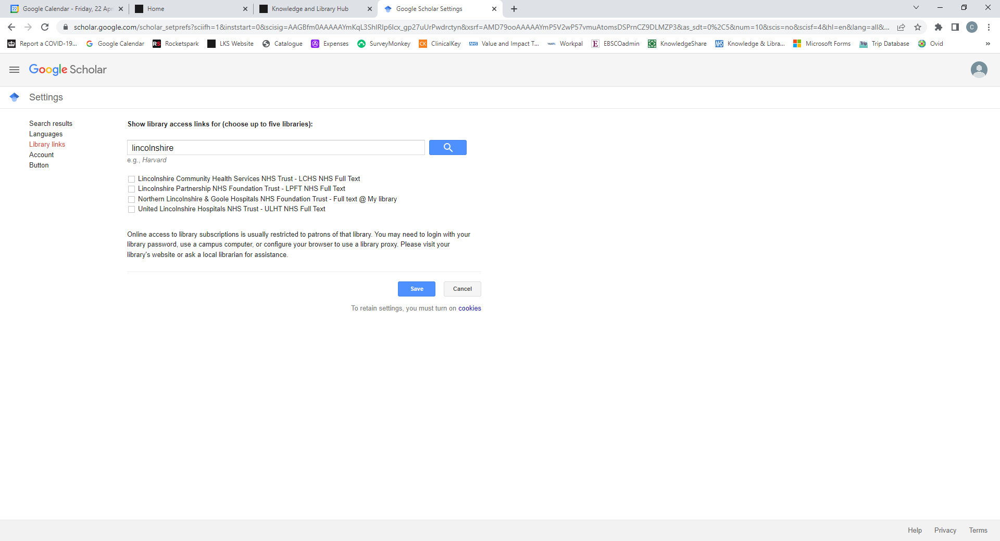 Google Calendar - Friday, 22 Apr
Home
Knowledge and Library Hub
Google Scholar Settings
scholar.google.com/scholar_setprefs?sciifh=1&inststart=0&scisig=AAGBfm0AAAAAYmKqL3ShlRlp6lcx_gp27uUrPwdrctyn&xsrf=AMD79ooAAAAAYmP5V2wP57vmuAtomsDSPrnCZ9DLMZP3&as_sdt=0%2C5&num=10&scis=no&scisf=4&hl=en&lang=all&...
C
Report a COVID-19...
Google Calendar
RS Rocketspark
LKS Website
Catalogue
Expenses
SurveyMonkey
CK ClinicalKey
NHS Value and Impact T...
Workpal
E EBSCOadmin
KnowledgeShare
NHS Knowledge & Libra...
Microsoft Forms
Trip Trip Database
Ovid
»
Google Scholar
Settings
Search results
Languages
Library links
Account
Button
Show library access links for (choose up to five libraries):
lincolnshire
e.g., Harvard
Lincolnshire Community Health Services NHS Trust - LCHS NHS Full Text
Lincolnshire Partnership NHS Foundation Trust - LPFT NHS Full Text
Northern Lincolnshire & Goole Hospitals NHS Foundation Trust - Full text @ My library
United Lincolnshire Hospitals NHS Trust - ULHT NHS Full Text
Online access to library subscriptions is usually restricted to patrons of that library. You may need to login with your
library password, use a campus computer, or configure your browser to use a library proxy. Please visit your
library's website or ask a local librarian for assistance.
Save
Cancel
To retain settings, you must turn on cookies
Help
Privacy
Terms